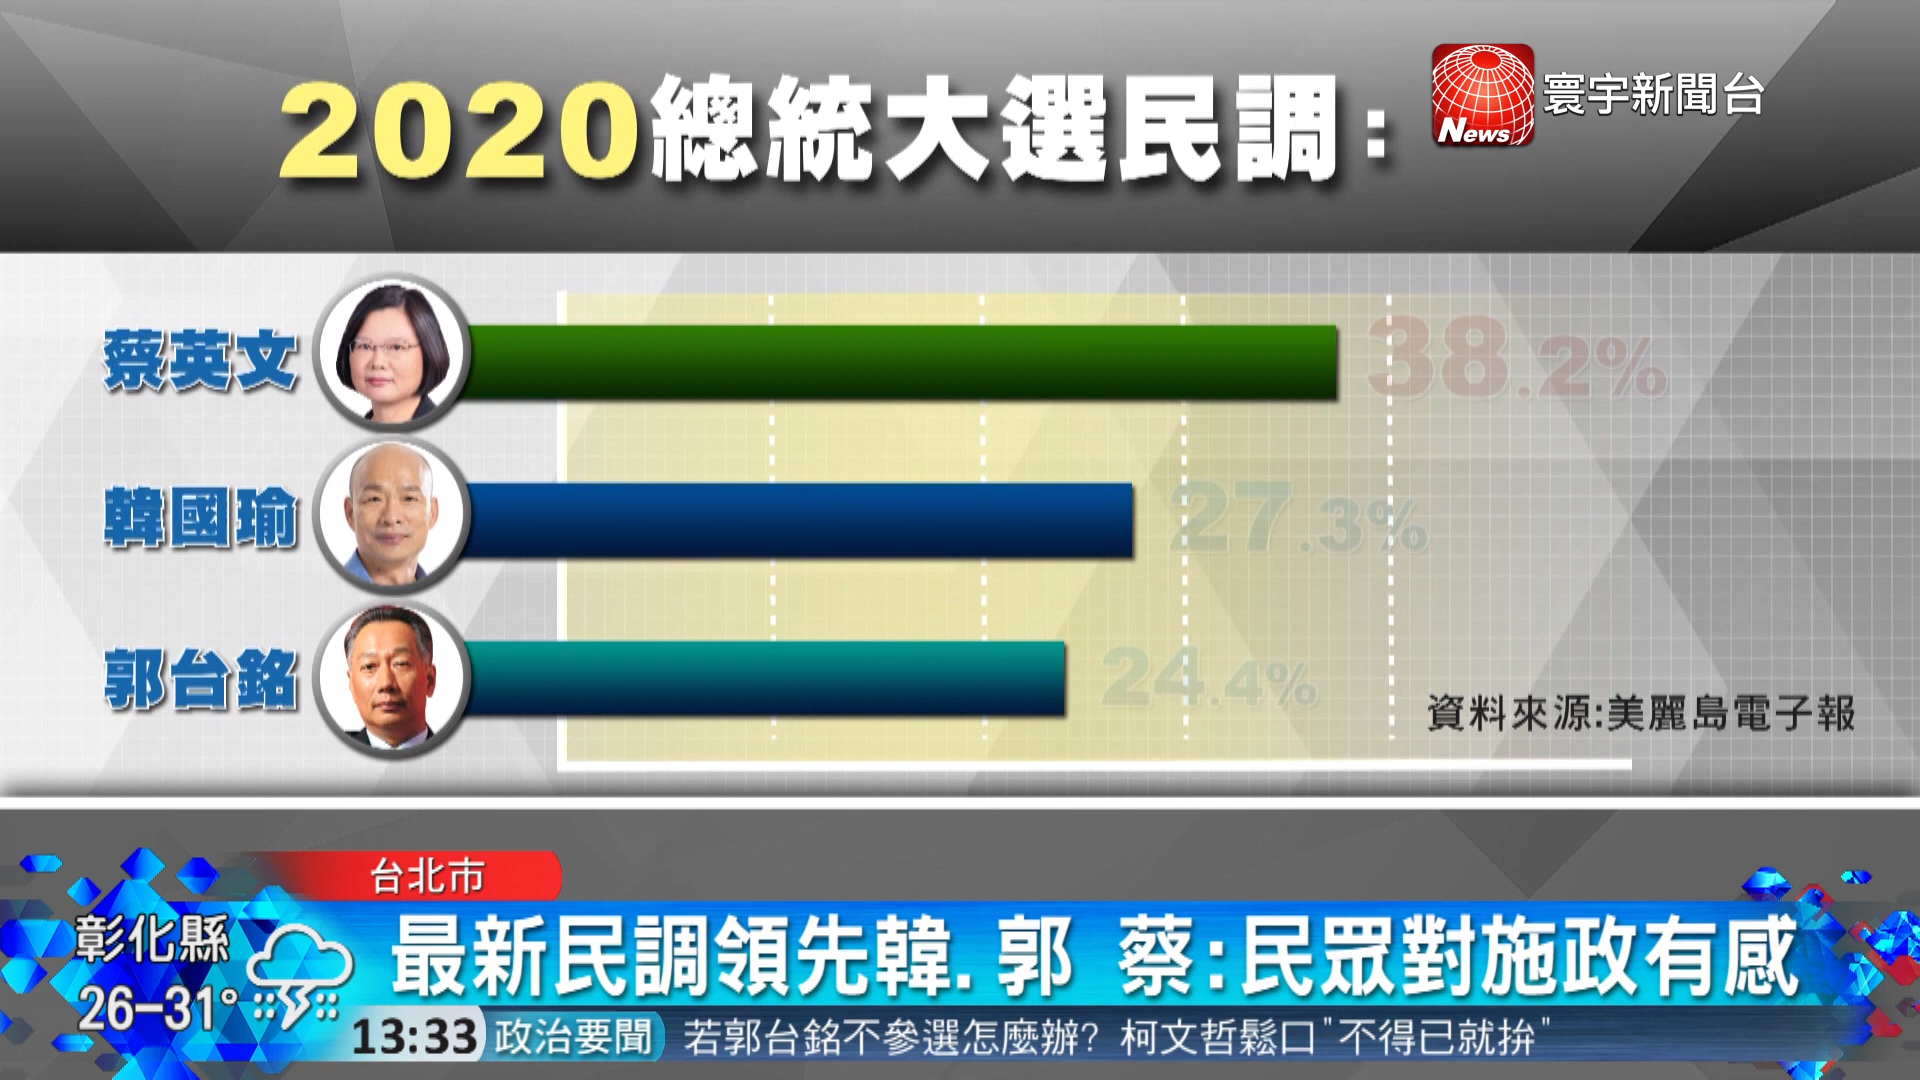 2020總統大選民調:
News 寰宇新聞台
蔡英文 38.2%
韓國瑜 27.3%
郭台銘 24.4%
資料來源:美麗島電子報
台北市
彰化縣
26-31°
最新民調領先韓.郭 蔡:民眾對施政有感
13:33 政治要聞 若郭台銘不參選怎麼辦? 柯文哲鬆口"不得已就拚"